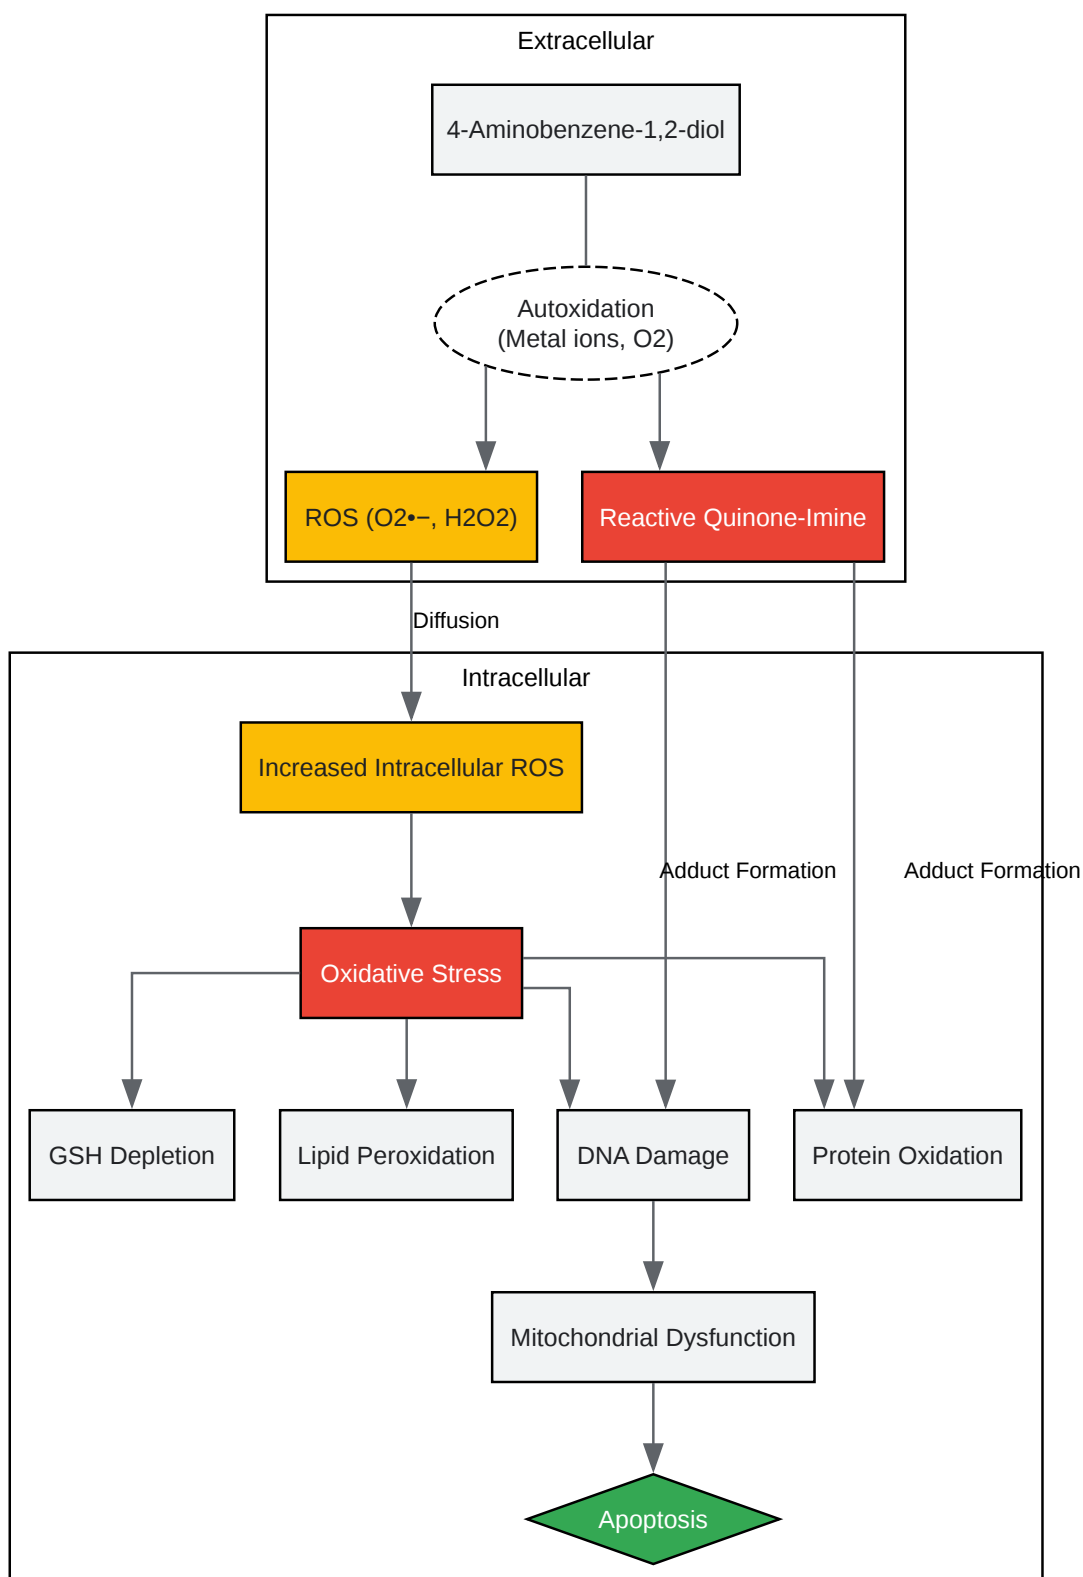 Extracellular
4-Aminobenzene-1,2-diol
Autoxidation
(Metal ions, O2)
ROS (O2•−, H2O2)
Reactive Quinone-Imine
Diffusion
Intracellular
Increased Intracellular ROS
Adduct Formation
Adduct Formation
Oxidative Stress
GSH Depletion
Lipid Peroxidation
DNA Damage
Protein Oxidation
Mitochondrial Dysfunction
Apoptosis